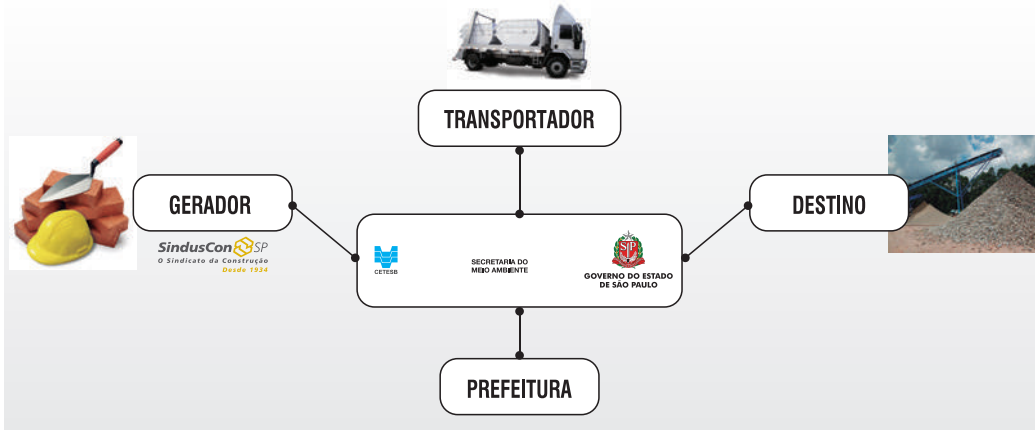 TRANSPORTADOR
GERADOR
SindusCon SP
O Sindicato da Construção
Desde 1934
DESTINO
CETESB
SECRETARIA DO
MEIO AMBIENTE
SP
GOVERNO DO ESTADO
DE SÃO PAULO
PREFEITURA